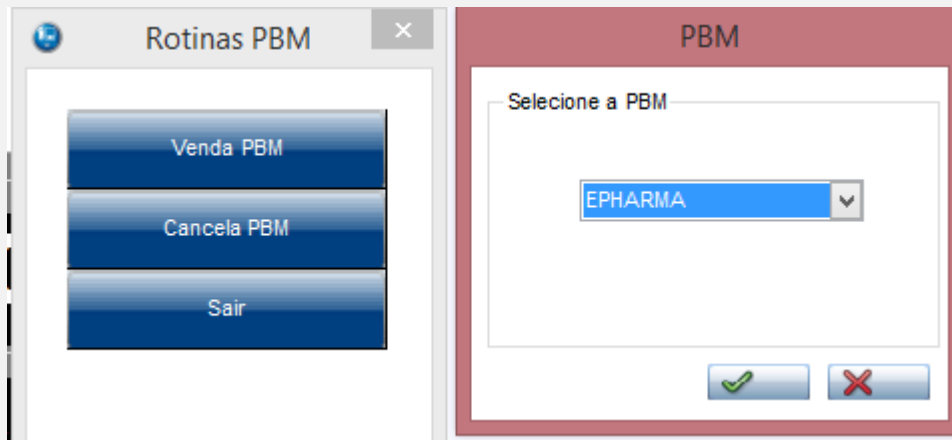 Rotinas PBM
Venda PBM
Cancela PBM
Sair
PBM
Selecione a PBM
EPHARMA